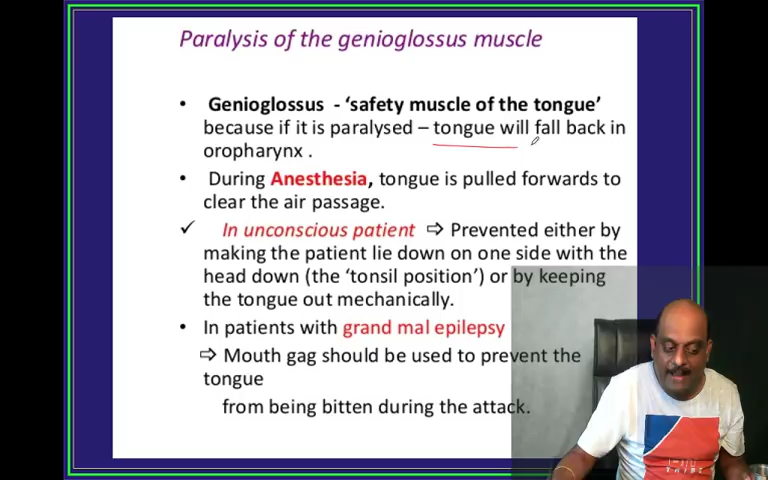 Paralysis of the genioglossus muscle
• Genioglossus - ‘safety muscle of the tongue’
because if it is paralysed – tongue will fall back in
oropharynx .
• During Anesthesia, tongue is pulled forwards to
clear the air passage.
✓ In unconscious patient ⇨ Prevented either by
making the patient lie down on one side with the
head down (the ‘tonsil position’) or by keeping
the tongue out mechanically.
• In patients with grand mal epilepsy
⇨ Mouth gag should be used to prevent the
tongue
from being bitten during the attack.